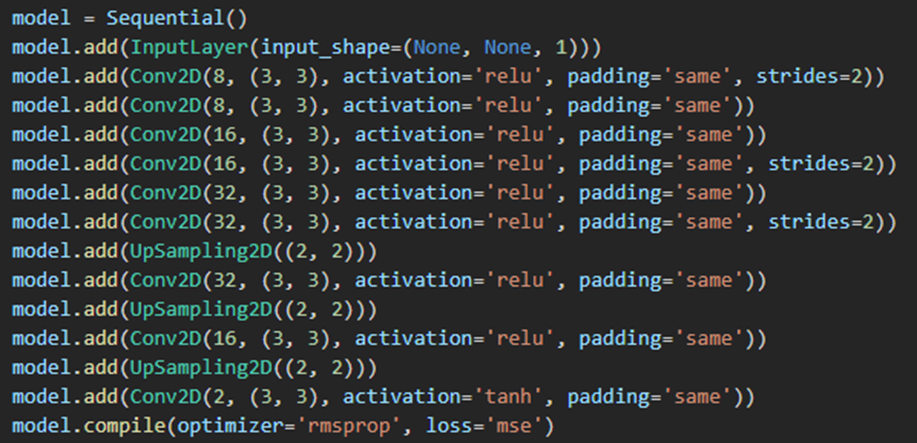 model = Sequential()
model.add(InputLayer(input_shape=(None, None, 1)))
model.add(Conv2D(8, (3, 3), activation='relu', padding='same', strides=2))
model.add(Conv2D(8, (3, 3), activation='relu', padding='same'))
model.add(Conv2D(16, (3, 3), activation='relu', padding='same'))
model.add(Conv2D(16, (3, 3), activation='relu', padding='same', strides=2))
model.add(Conv2D(32, (3, 3), activation='relu', padding='same'))
model.add(Conv2D(32, (3, 3), activation='relu', padding='same', strides=2))
model.add(UpSampling2D((2, 2)))
model.add(Conv2D(32, (3, 3), activation='relu', padding='same'))
model.add(UpSampling2D((2, 2)))
model.add(Conv2D(16, (3, 3), activation='relu', padding='same'))
model.add(UpSampling2D((2, 2)))
model.add(Conv2D(2, (3, 3), activation='tanh', padding='same'))
model.compile(optimizer='rmsprop', loss='mse')